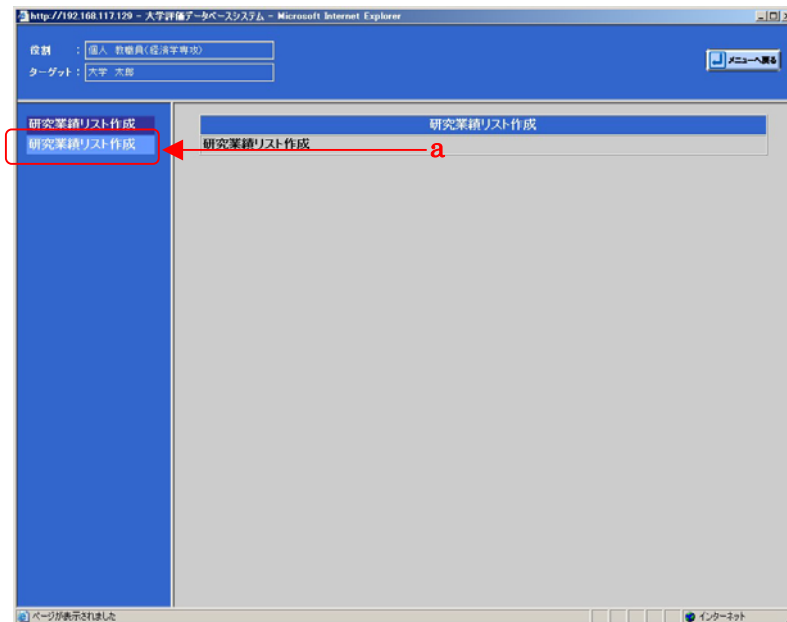 http://192.168.117.129 - 大学評価データベースシステム - Microsoft Internet Explorer
役割 : 個人 教職員(経済学専攻)
ターゲット : 大学 太郎
メニューへ戻る
研究業績リスト作成
研究業績リスト作成
研究業績リスト作成
研究業績リスト作成
a
ページが表示されました
インターネット